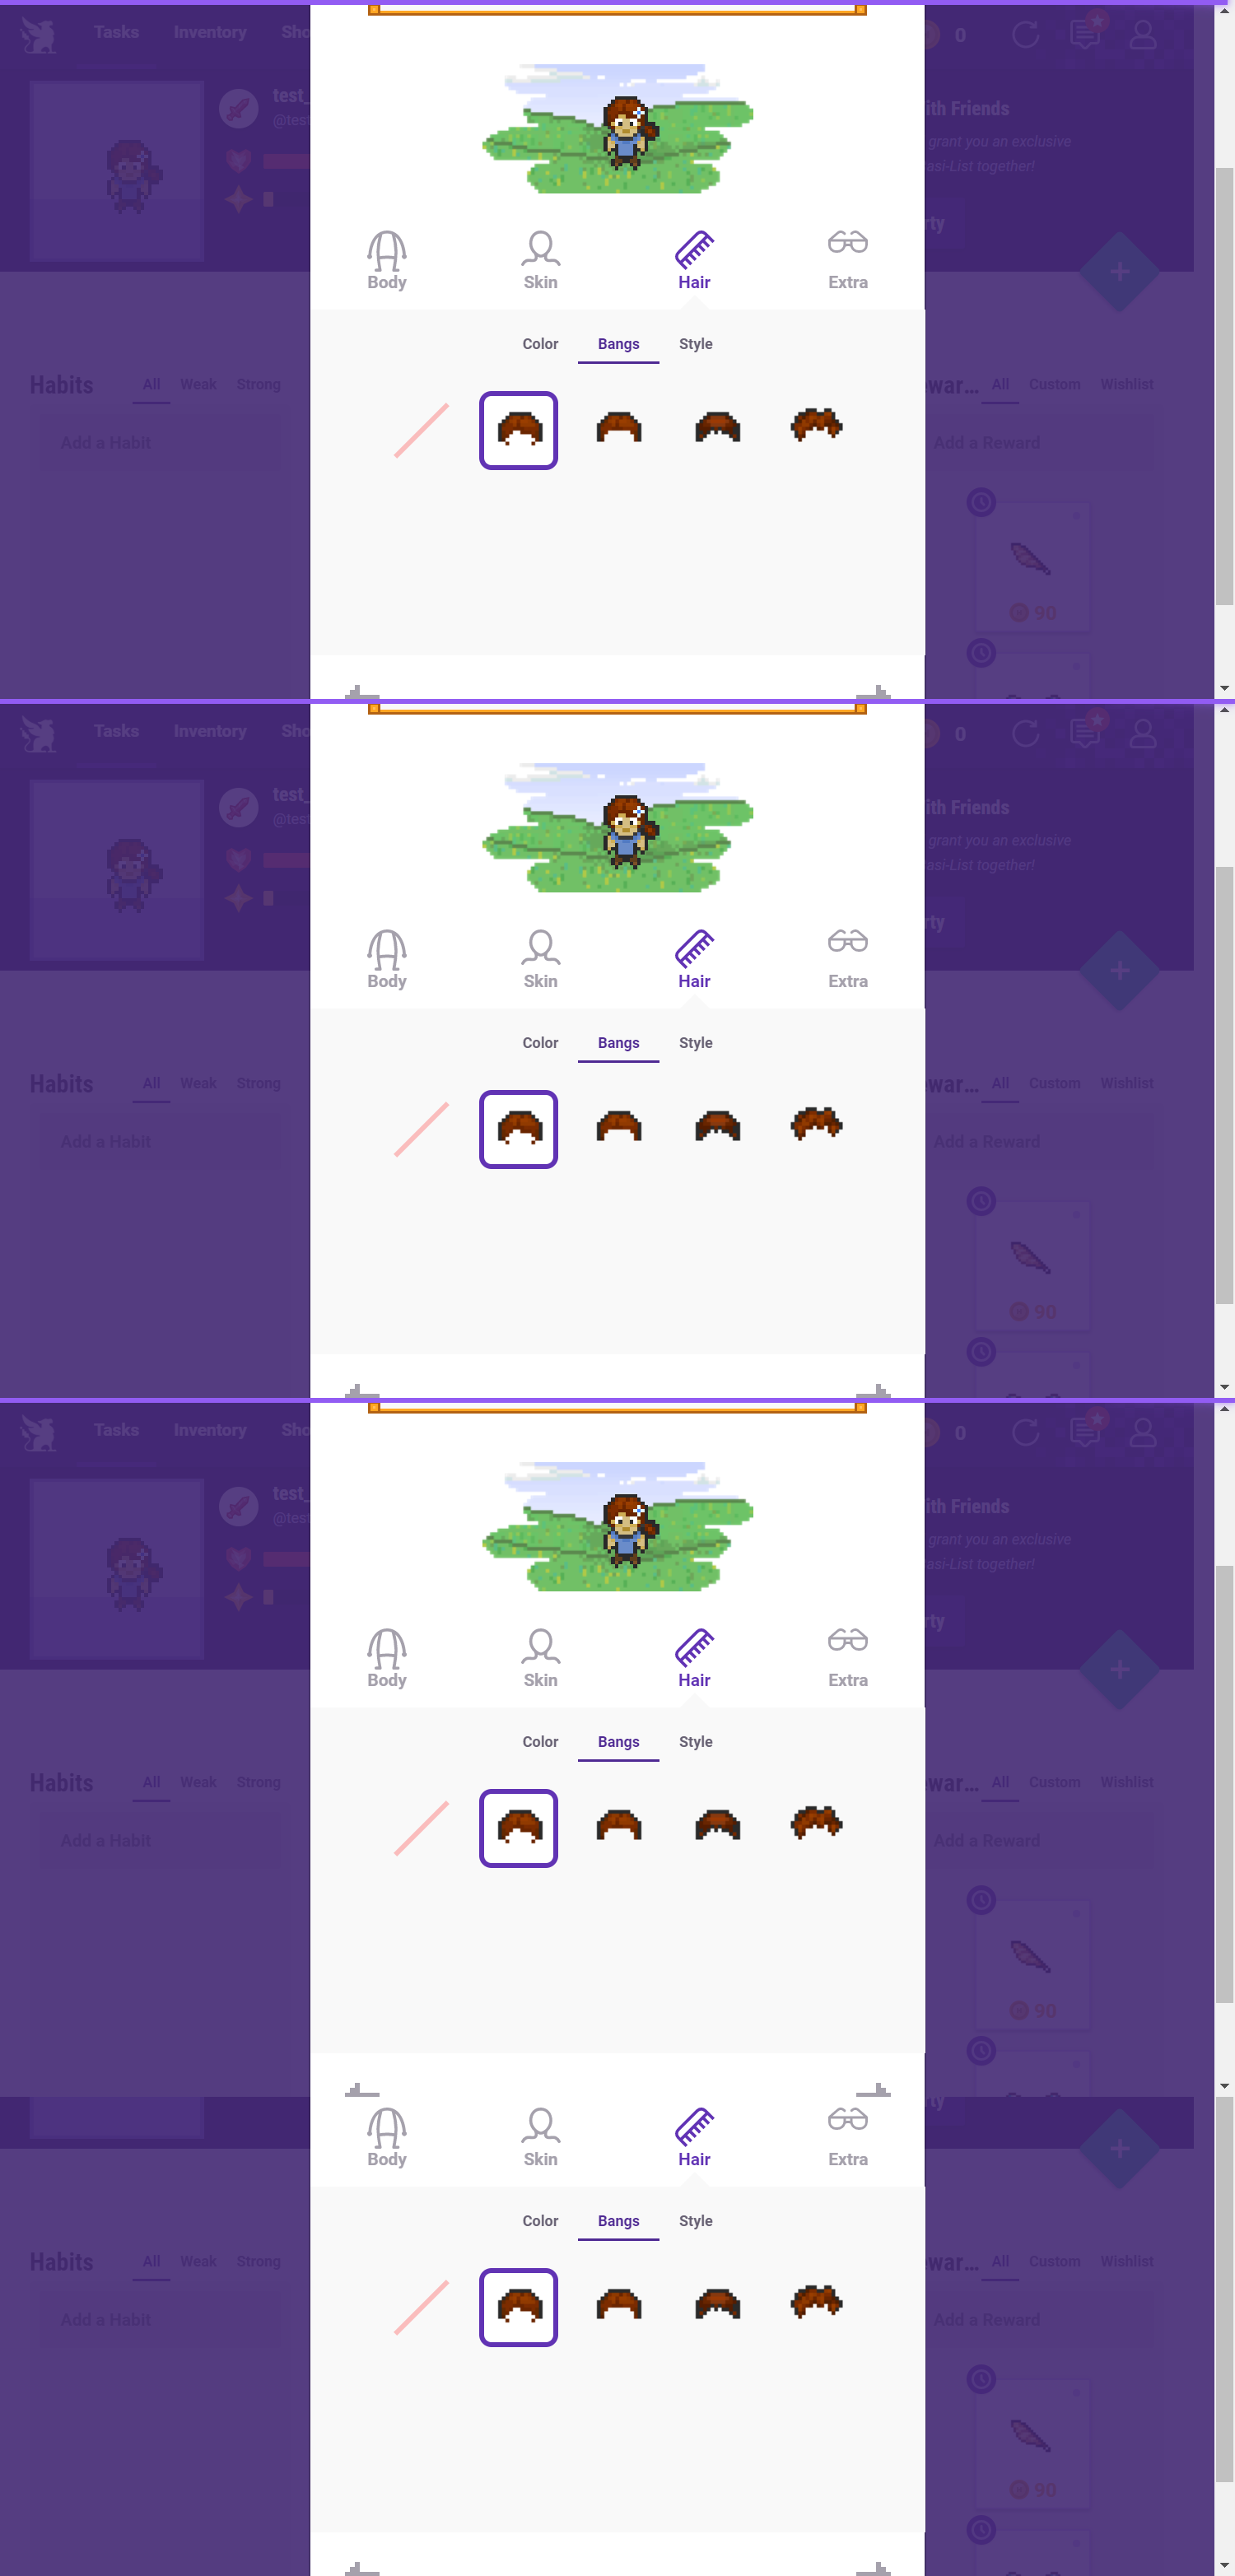 Tasks Inventory Sho 0
test_
@test
ith Friends
grant you an exclusive
asi-List together!
rty
Body Skin Hair Extra
Color Bangs Style
Habits All Weak Strong
ewar... All Custom Wishlist
Add a Habit
Add a Reward
90
Tasks Inventory Sho 0
test_
@test
ith Friends
grant you an exclusive
asi-List together!
rty
Body Skin Hair Extra
Color Bangs Style
Habits All Weak Strong
ewar... All Custom Wishlist
Add a Habit
Add a Reward
90
Tasks Inventory Sho 0
test_
@test
ith Friends
grant you an exclusive
asi-List together!
rty
Body Skin Hair Extra
Color Bangs Style
Habits All Weak Strong
ewar... All Custom Wishlist
Add a Habit
Add a Reward
90
rty
Body Skin Hair Extra
Color Bangs Style
Habits All Weak Strong
ewar... All Custom Wishlist
Add a Habit
Add a Reward
90